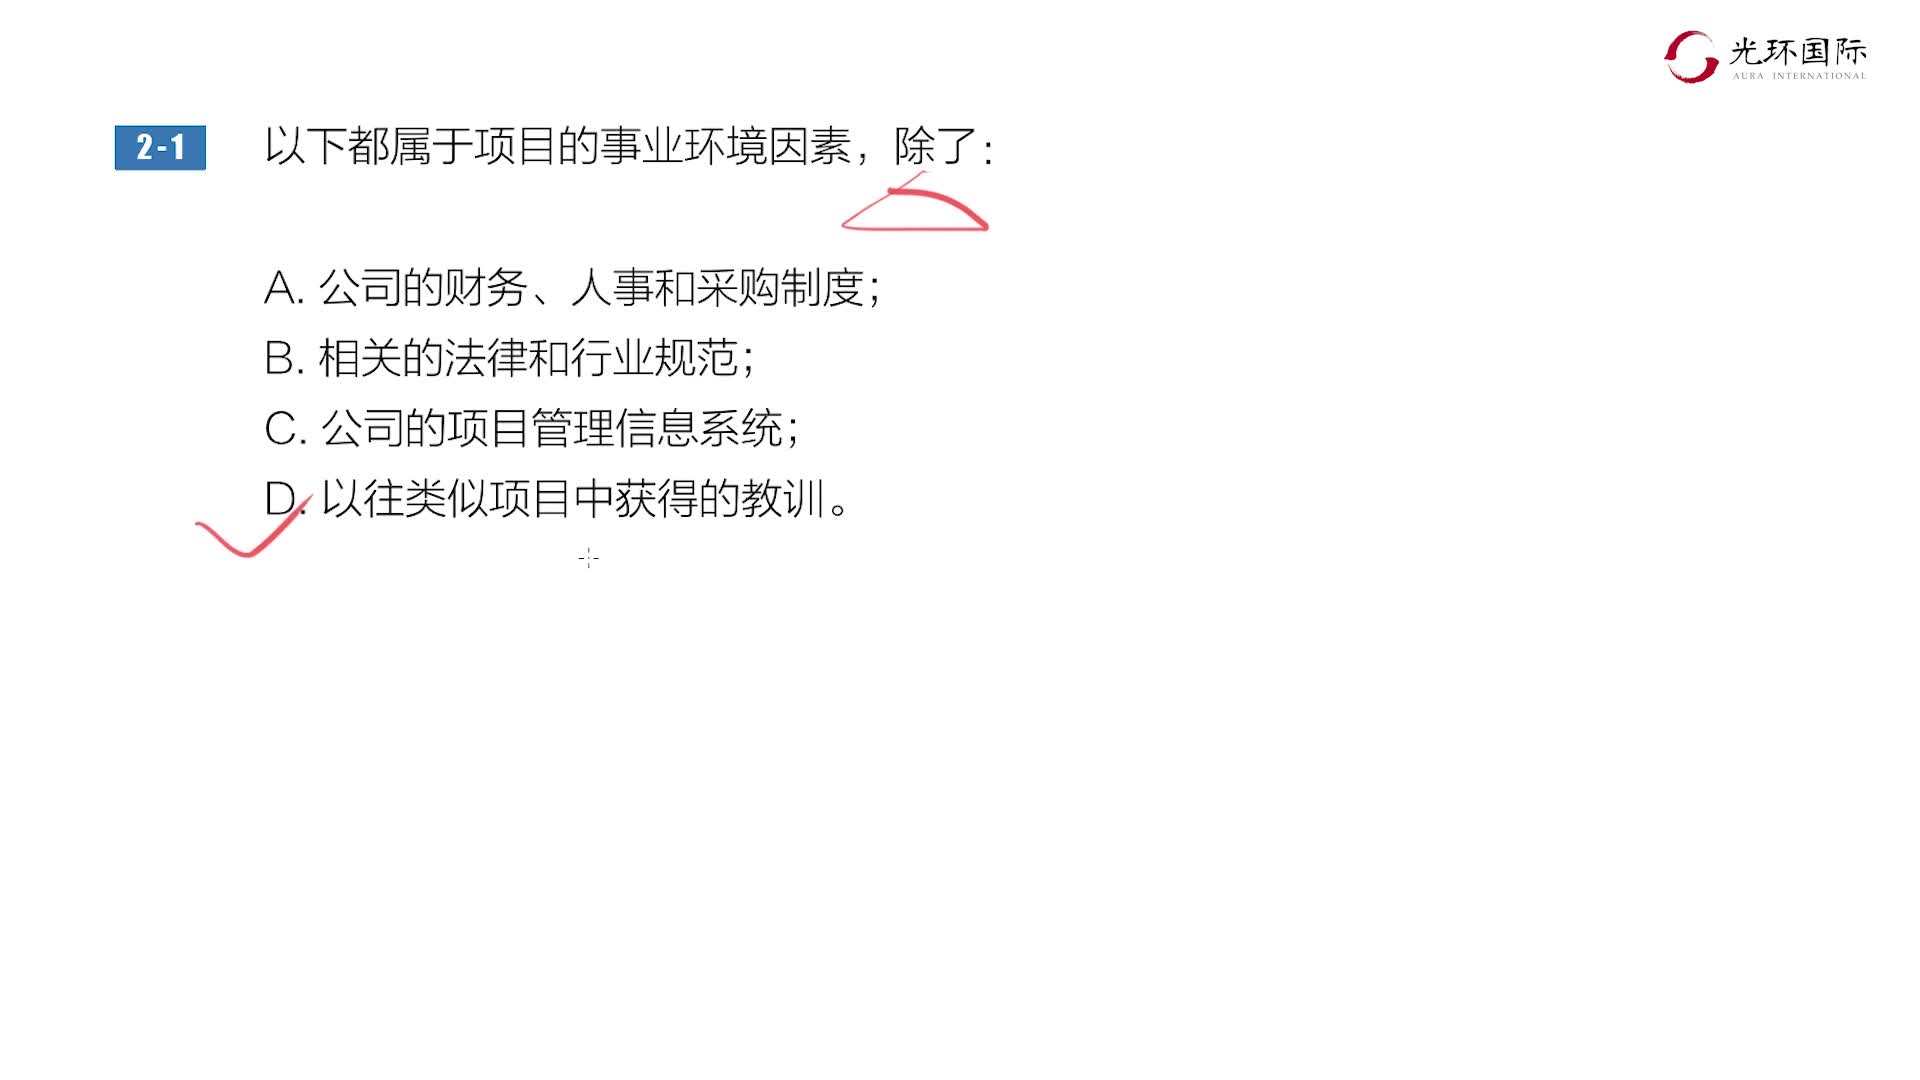 光环国际
AURA INTERNATIONAL
2-1 以下都属于项目的事业环境因素，除了：
A. 公司的财务、人事和采购制度；
B. 相关的法律和行业规范；
C. 公司的项目管理信息系统；
D. 以往类似项目中获得的教训。